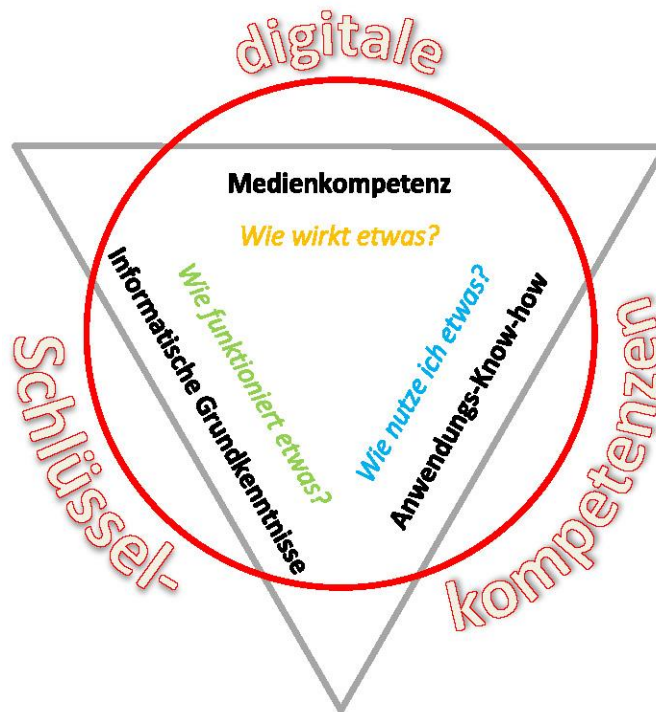 digitale
Schlüssel-
kompetenzen
Medienkompetenz
Wie wirkt etwas?
Informatische Grundkenntnisse
Wie funktioniert etwas?
Wie nutze ich etwas?
Anwendungs-Know-how